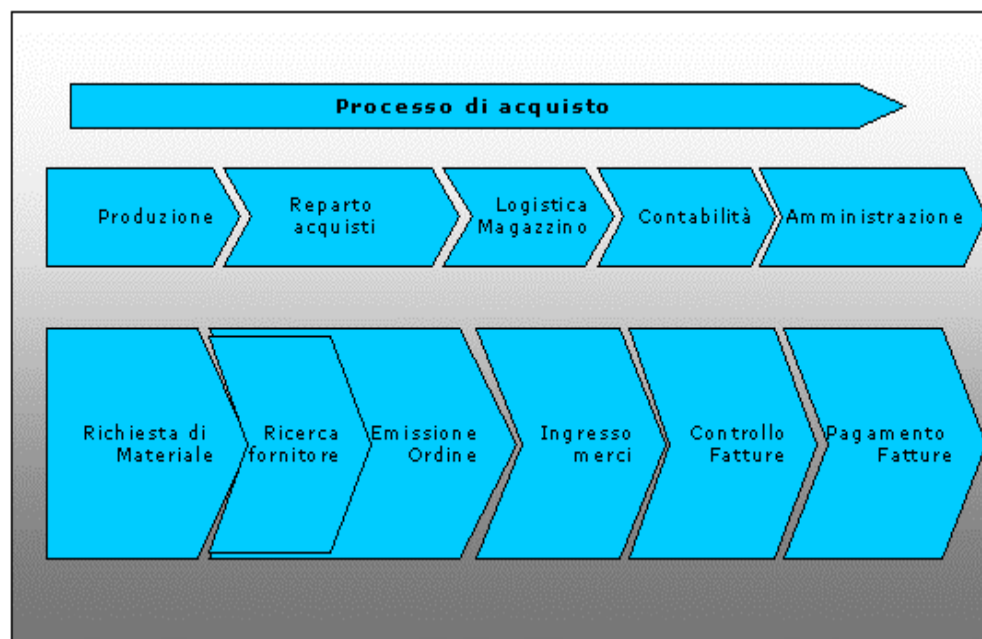 Processo di acquisto
Produzione
Reparto
acquisti
Logistica
Magazzino
Contabilità
Amministrazione
Richiesta di
Materiale
Ricerca
fornitore
Emissione
Ordine
Ingresso
merci
Controllo
Fatture
Pagamento
Fatture